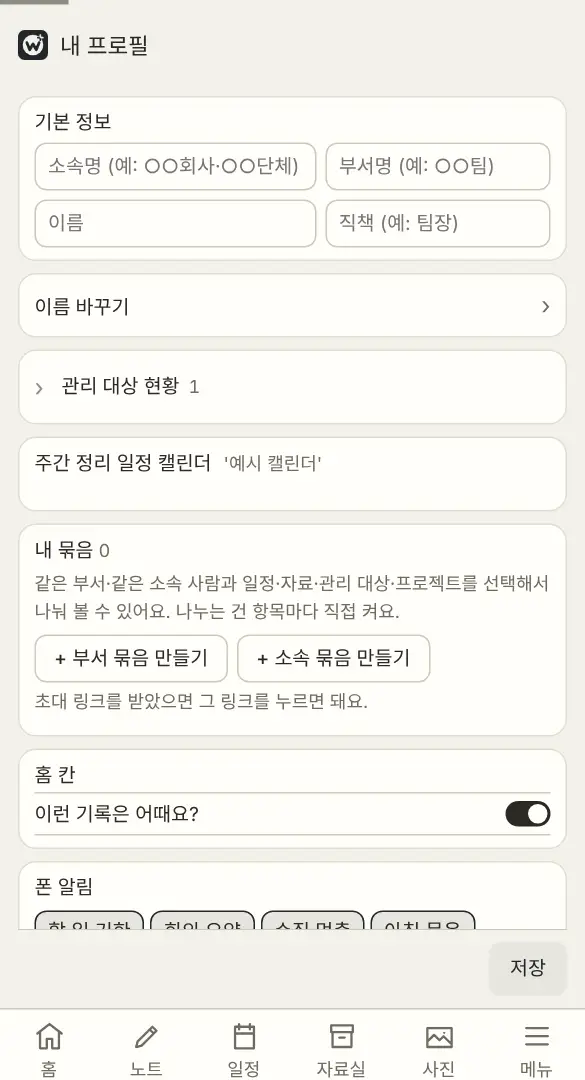 내 프로필
기본 정보
소속명 (예: ○○회사·○○단체)
부서명 (예: ○○팀)
이름
직책 (예: 팀장)
이름 바꾸기
관리 대상 현황 1
주간 정리 일정 캘린더 '예시 캘린더'
내 묶음 0
같은 부서·같은 소속 사람과 일정·자료·관리 대상·프로젝트를 선택해서
나눠 볼 수 있어요. 나누는 건 항목마다 직접 켜요.
+ 부서 묶음 만들기
+ 소속 묶음 만들기
초대 링크를 받았으면 그 링크를 누르면 돼요.
홈 칸
이런 기록은 어때요?
폰 알림
저장
홈
노트
일정
자료실
사진
메뉴